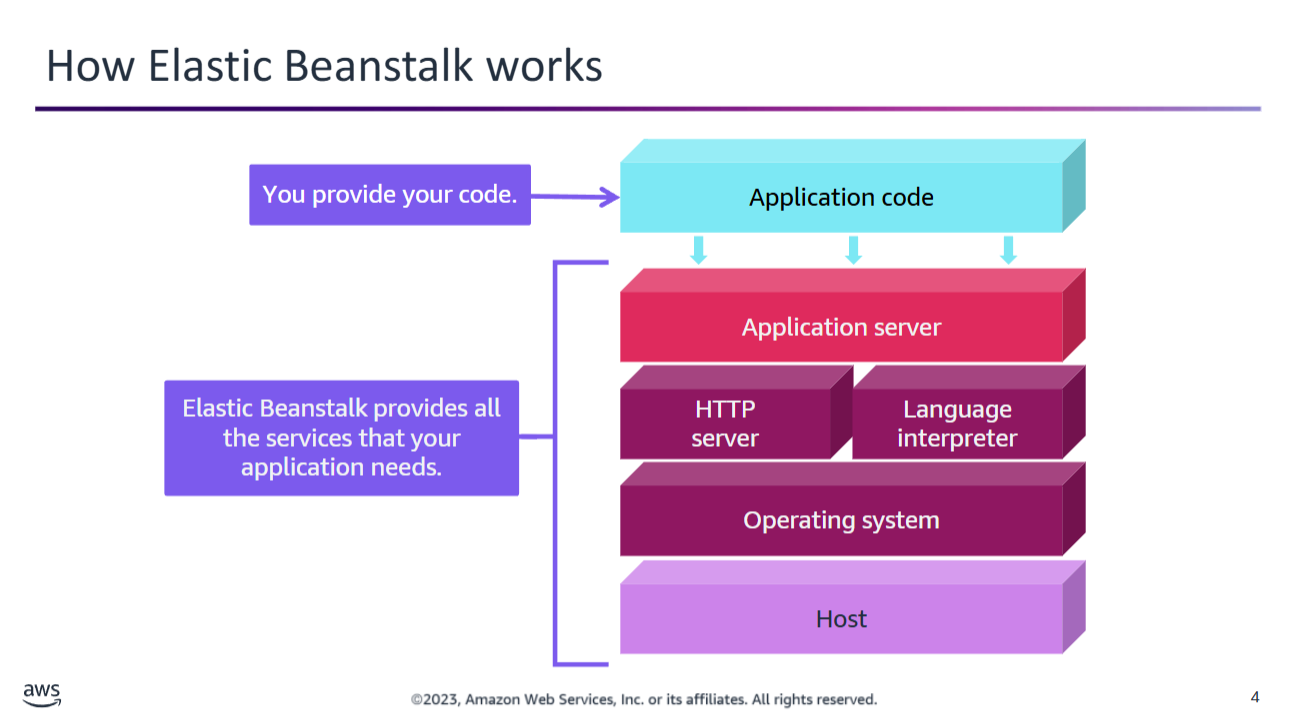 How Elastic Beanstalk works
You provide your code.
Application code
Application server
Elastic Beanstalk provides all
the services that your
application needs.
HTTP
server
Language
interpreter
Operating system
Host
aws
©2023, Amazon Web Services, Inc. or its affiliates. All rights reserved.
4